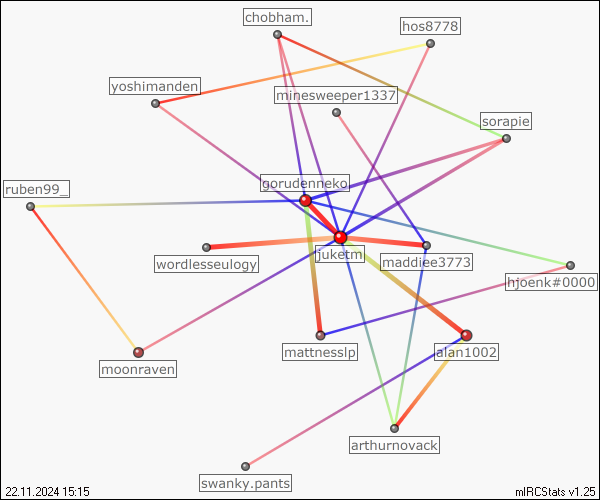 chobham.
hos8778
yoshimanden
minesweeper1337
sorapie
gorudenneko
ruben99_
jjuketm
wordlesseulogy
maddiee3773
hjoenk#0000
mattnesslp
alan1002
moonraven
arthurnovack
swanky.pants
22.11.2024 15:15
mIRCStats v1.25